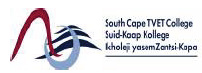 South Cape TVET College
Suid-Kaap Kollege
Ikholeji yasemZantsi-Kapa